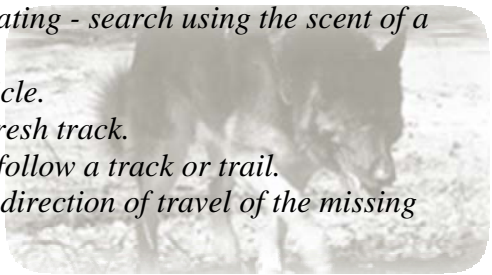 ating - search using the scent of a
cle.
resh track.
follow a track or trail.
direction of travel of the missing